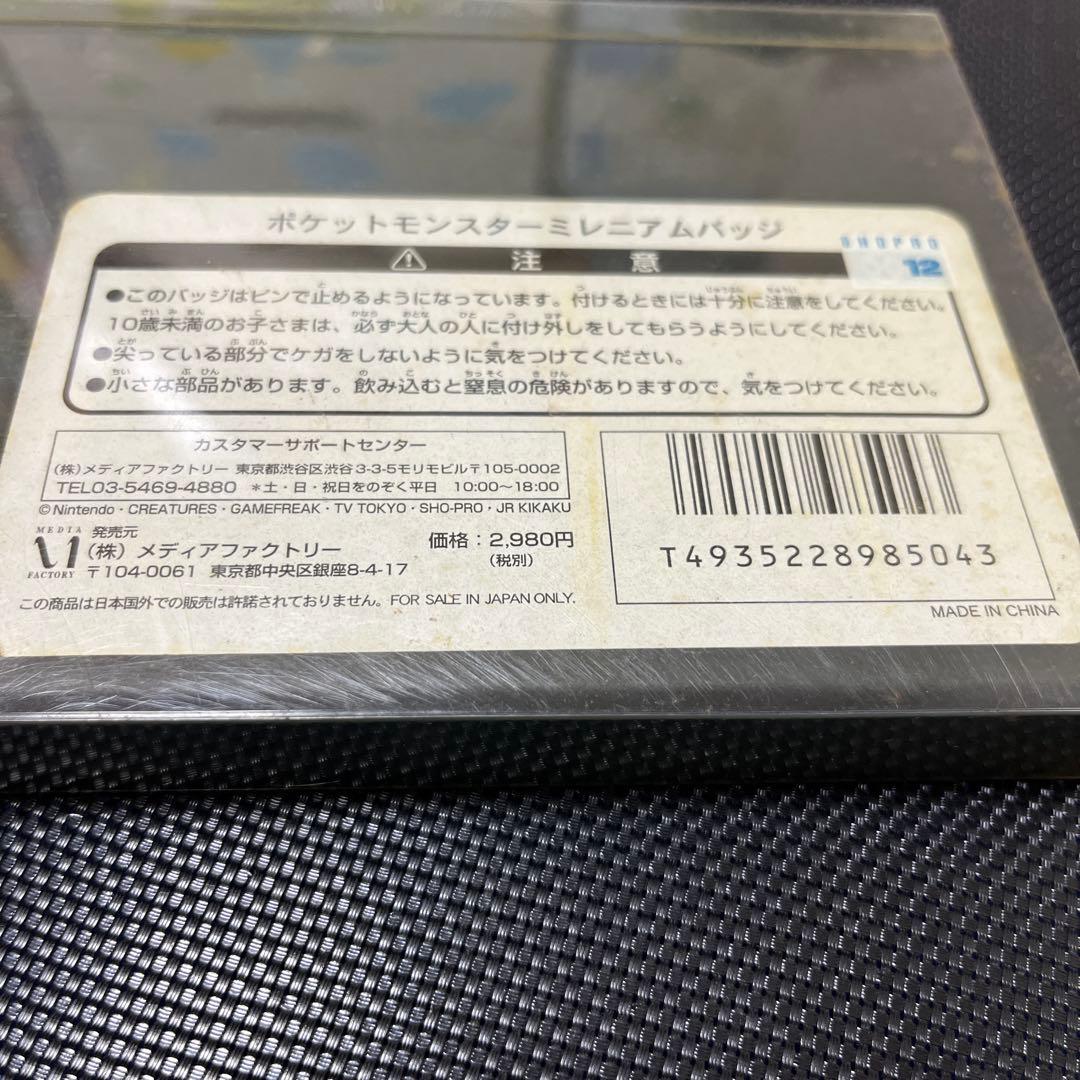 ポケットモンスターミレニアムバッジ
SHOPRO
12
注意
●このバッジはピンで止めるようになっています。付けるときには十分に注意をしてください。
10歳未満のお子さまは、必ず大人の人に付け外しをしてもらうようにしてください。
●尖っている部分でケガをしないように気をつけてください。
●小さな部品があります。飲み込むと窒息の危険がありますので、気をつけてください。
カスタマーサポートセンター
(株)メディアファクトリー 東京都渋谷区渋谷3-3-5モリモビル〒105-0002
TEL03-5469-4880 *土・日・祝日をのぞく平日 10:00～18:00
©Nintendo・CREATURES・GAMEFREAK・TV TOKYO・SHO-PRO・JR KIKAKU
MEDIA FACTORY
発売元
(株)メディアファクトリー
〒104-0061 東京都中央区銀座8-4-17
価格：2,980円
(税別)
この商品は日本国外での販売は許諾されておりません。FOR SALE IN JAPAN ONLY.
T4935228985043
MADE IN CHINA